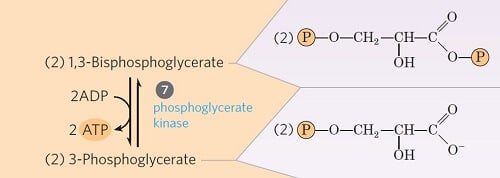 (2) P–O–CH₂–CH–C
O
OH
O–P
(2) 1,3-Bisphosphoglycerate
2ADP
7
phosphoglycerate
kinase
2 ATP
(2) 3-Phosphoglycerate
(2) P–O–CH₂–CH–C
O
OH
O⁻